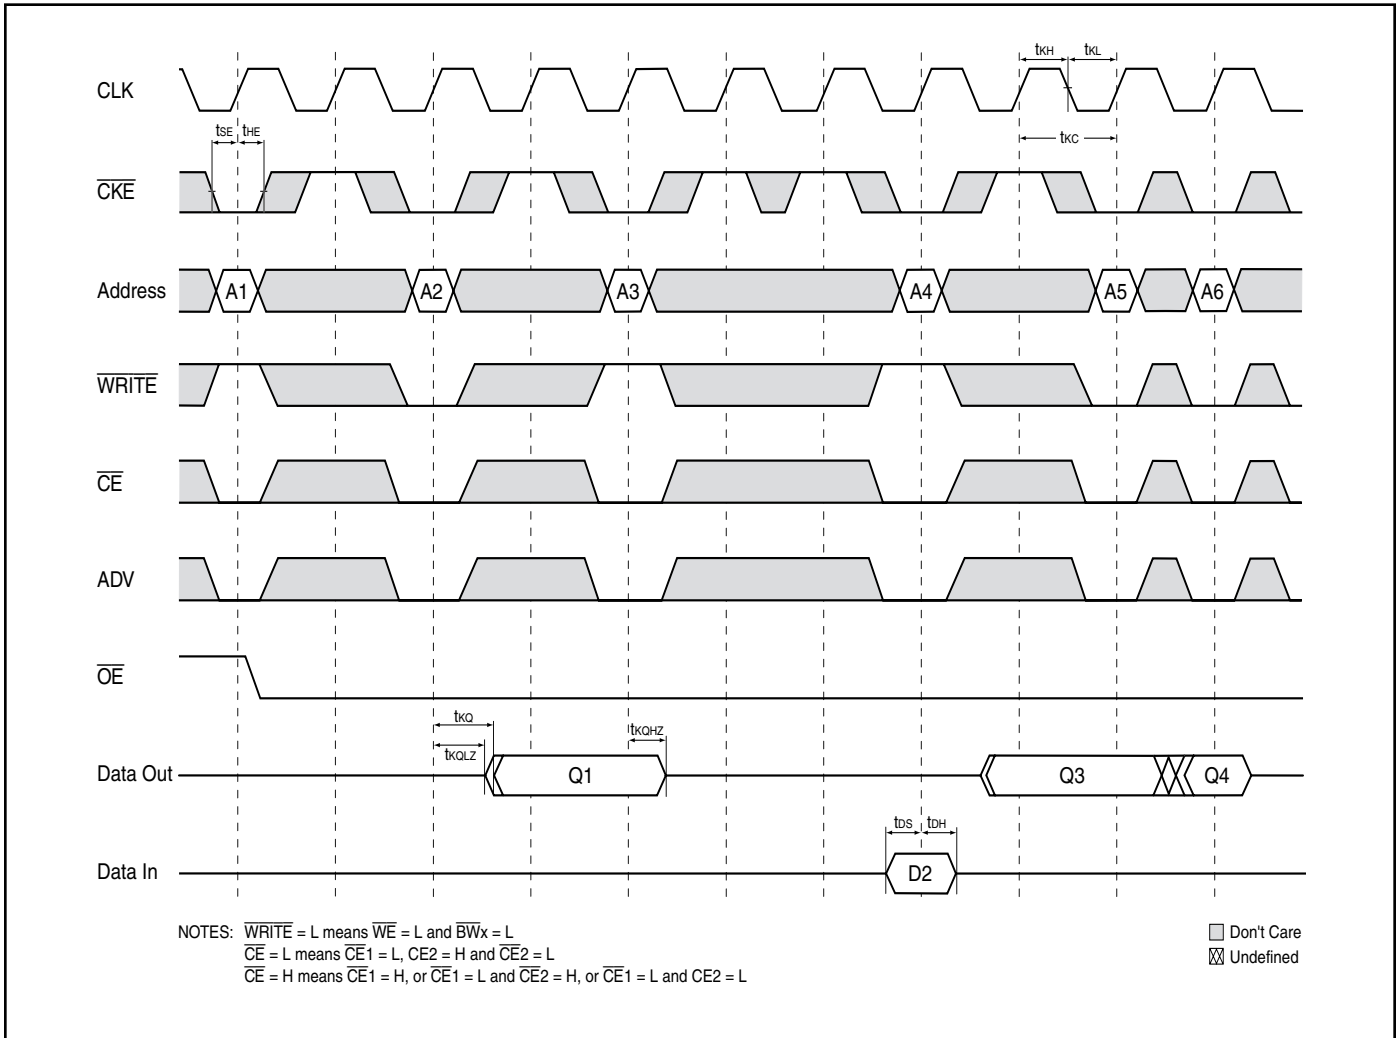 tKH tKL
CLK
tSE tHE
tKC
CKE
Address A1 A2 A3 A4 A5 A6
WRITE
CE
ADV
OE
tKQ
tKQLZ
tKQHZ
Data Out Q1 Q3 Q4
tDS tDH
Data In D2
NOTES: WRITE = L means WE = L and BWx = L
CE = L means CE1 = L, CE2 = H and CE2 = L
CE = H means CE1 = H, or CE1 = L and CE2 = H, or CE1 = L and CE2 = L
Don't Care
Undefined